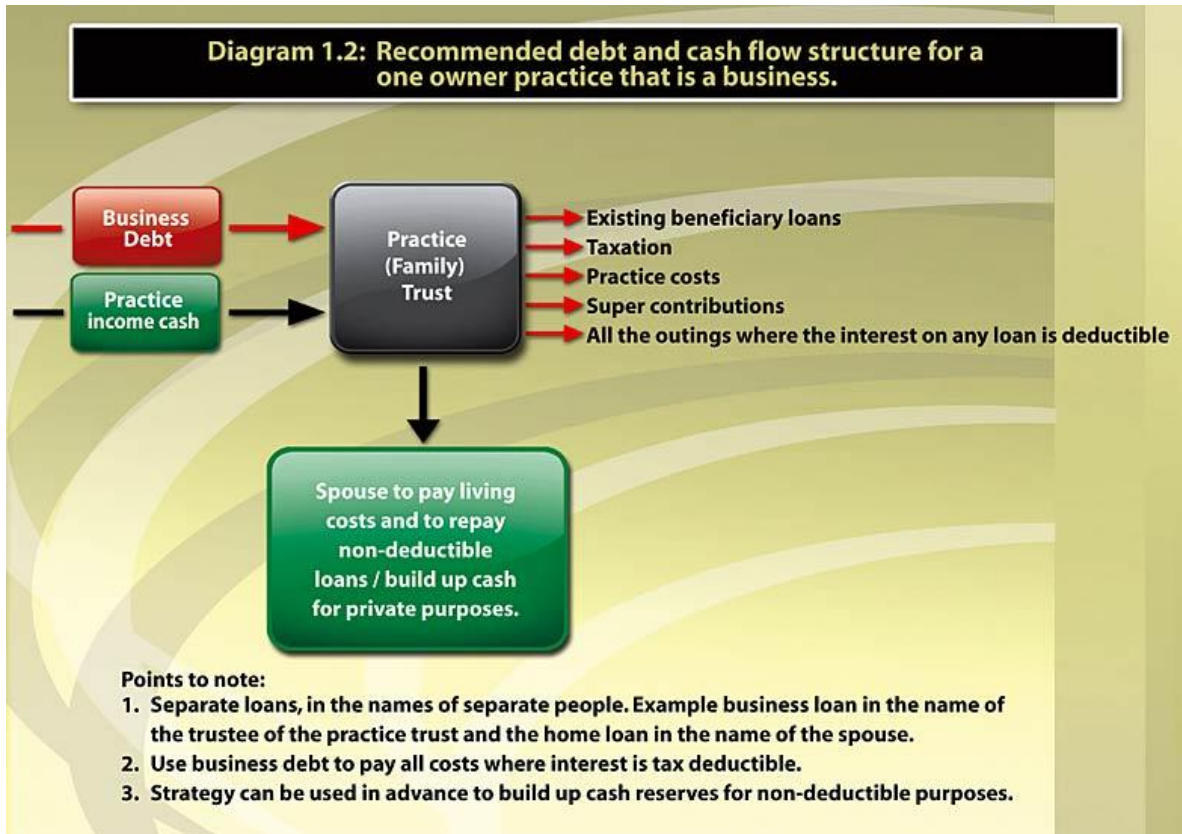 Diagram 1.2: Recommended debt and cash flow structure for a
one owner practice that is a business.
Business
Debt
Practice
income cash
Practice
(Family)
Trust
Existing beneficiary loans
Taxation
Practice costs
Super contributions
All the outings where the interest on any loan is deductible
Spouse to pay living
costs and to repay
non-deductible
loans / build up cash
for private purposes.
Points to note:
1. Separate loans, in the names of separate people. Example business loan in the name of
the trustee of the practice trust and the home loan in the name of the spouse.
2. Use business debt to pay all costs where interest is tax deductible.
3. Strategy can be used in advance to build up cash reserves for non-deductible purposes.